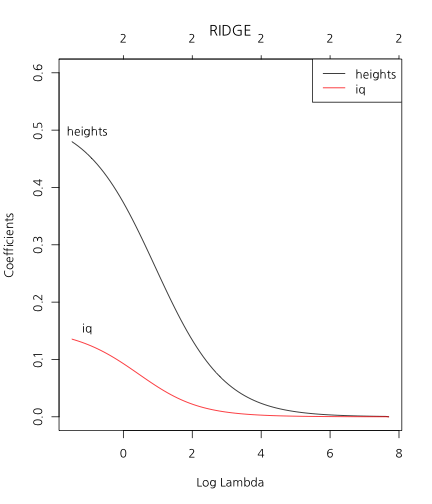 RIDGE
2 2 2 2 2
heights
iq
heights
iq
0.6
0.5
0.4
0.3
0.2
0.1
0.0
Coefficients
0 2 4 6 8
Log Lambda